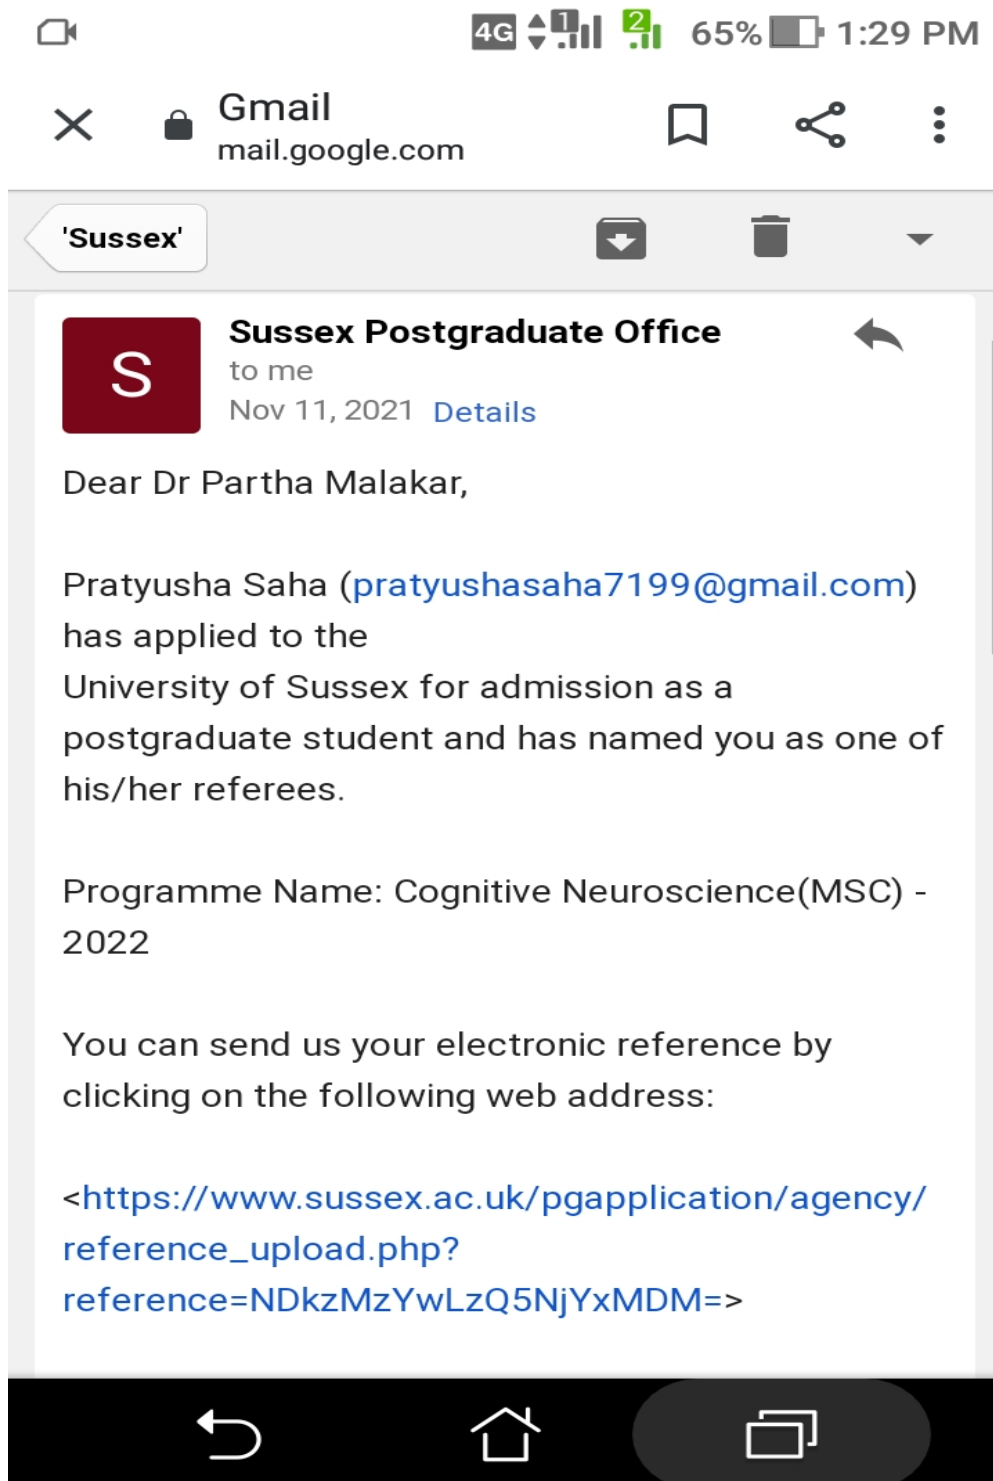 4G 1 2 65% 1:29 PM
Gmail
mail.google.com
'Sussex'
S
Sussex Postgraduate Office
to me
Nov 11, 2021 Details
Dear Dr Partha Malakar,
Pratyusha Saha (pratyushasaha7199@gmail.com)
has applied to the
University of Sussex for admission as a
postgraduate student and has named you as one of
his/her referees.
Programme Name: Cognitive Neuroscience(MSC) -
2022
You can send us your electronic reference by
clicking on the following web address:
<https://www.sussex.ac.uk/pgapplication/agency/
reference_upload.php?
reference=NDkzMzYwLzQ5NjYxMDM=>